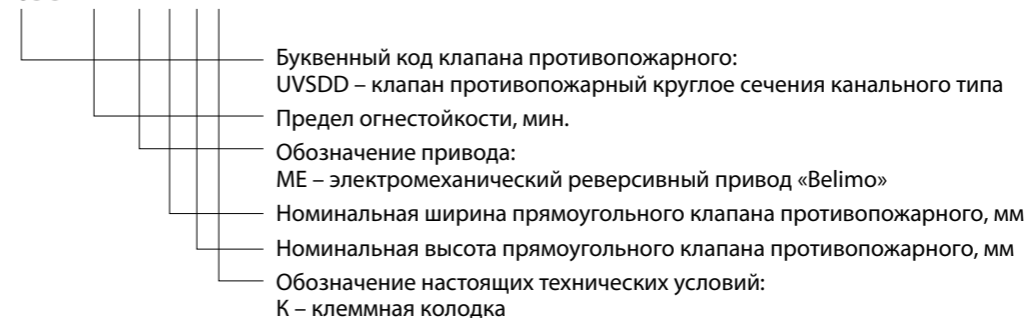 Буквенный код клапана противопожарного:
UVSDD – клапан противопожарный круглое сечения канального типа
Предел огнестойкости, мин.
Обозначение привода:
ME – электромеханический реверсивный привод «Belimo»
Номинальная ширина прямоугольного клапана противопожарного, мм
Номинальная высота прямоугольного клапана противопожарного, мм
Обозначение настоящих технических условий:
К – клеммная колодка